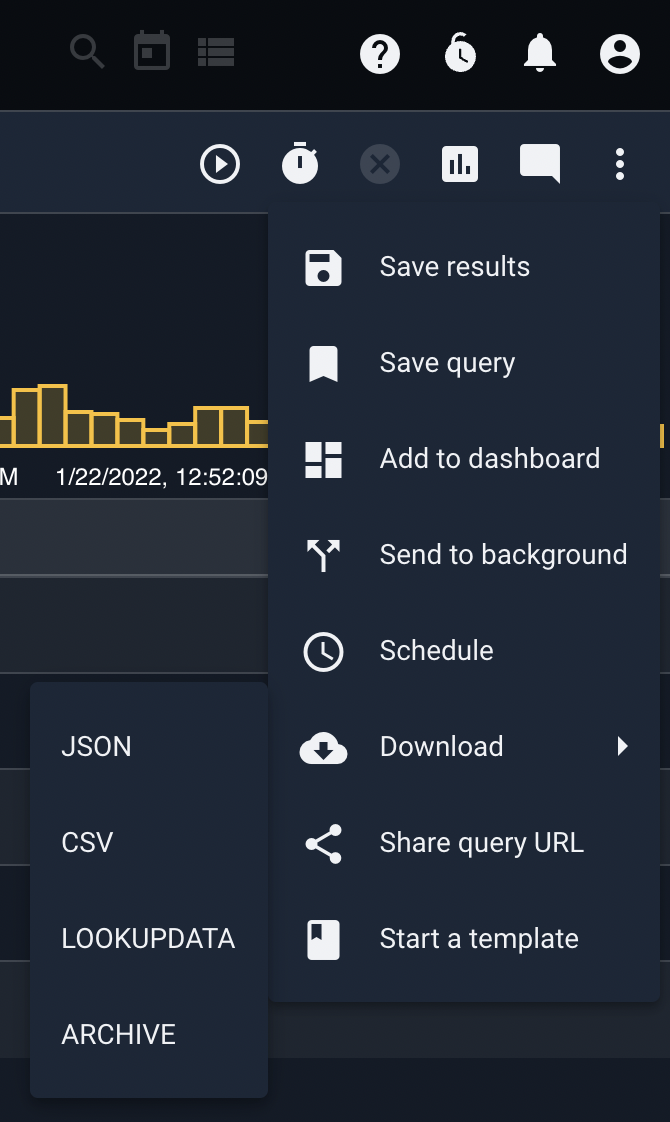 Save results
Save query
M 1/22/2022, 12:52:09
Add to dashboard
Send to background
Schedule
Download
Share query URL
Start a template
JSON
CSV
LOOKUPDATA
ARCHIVE